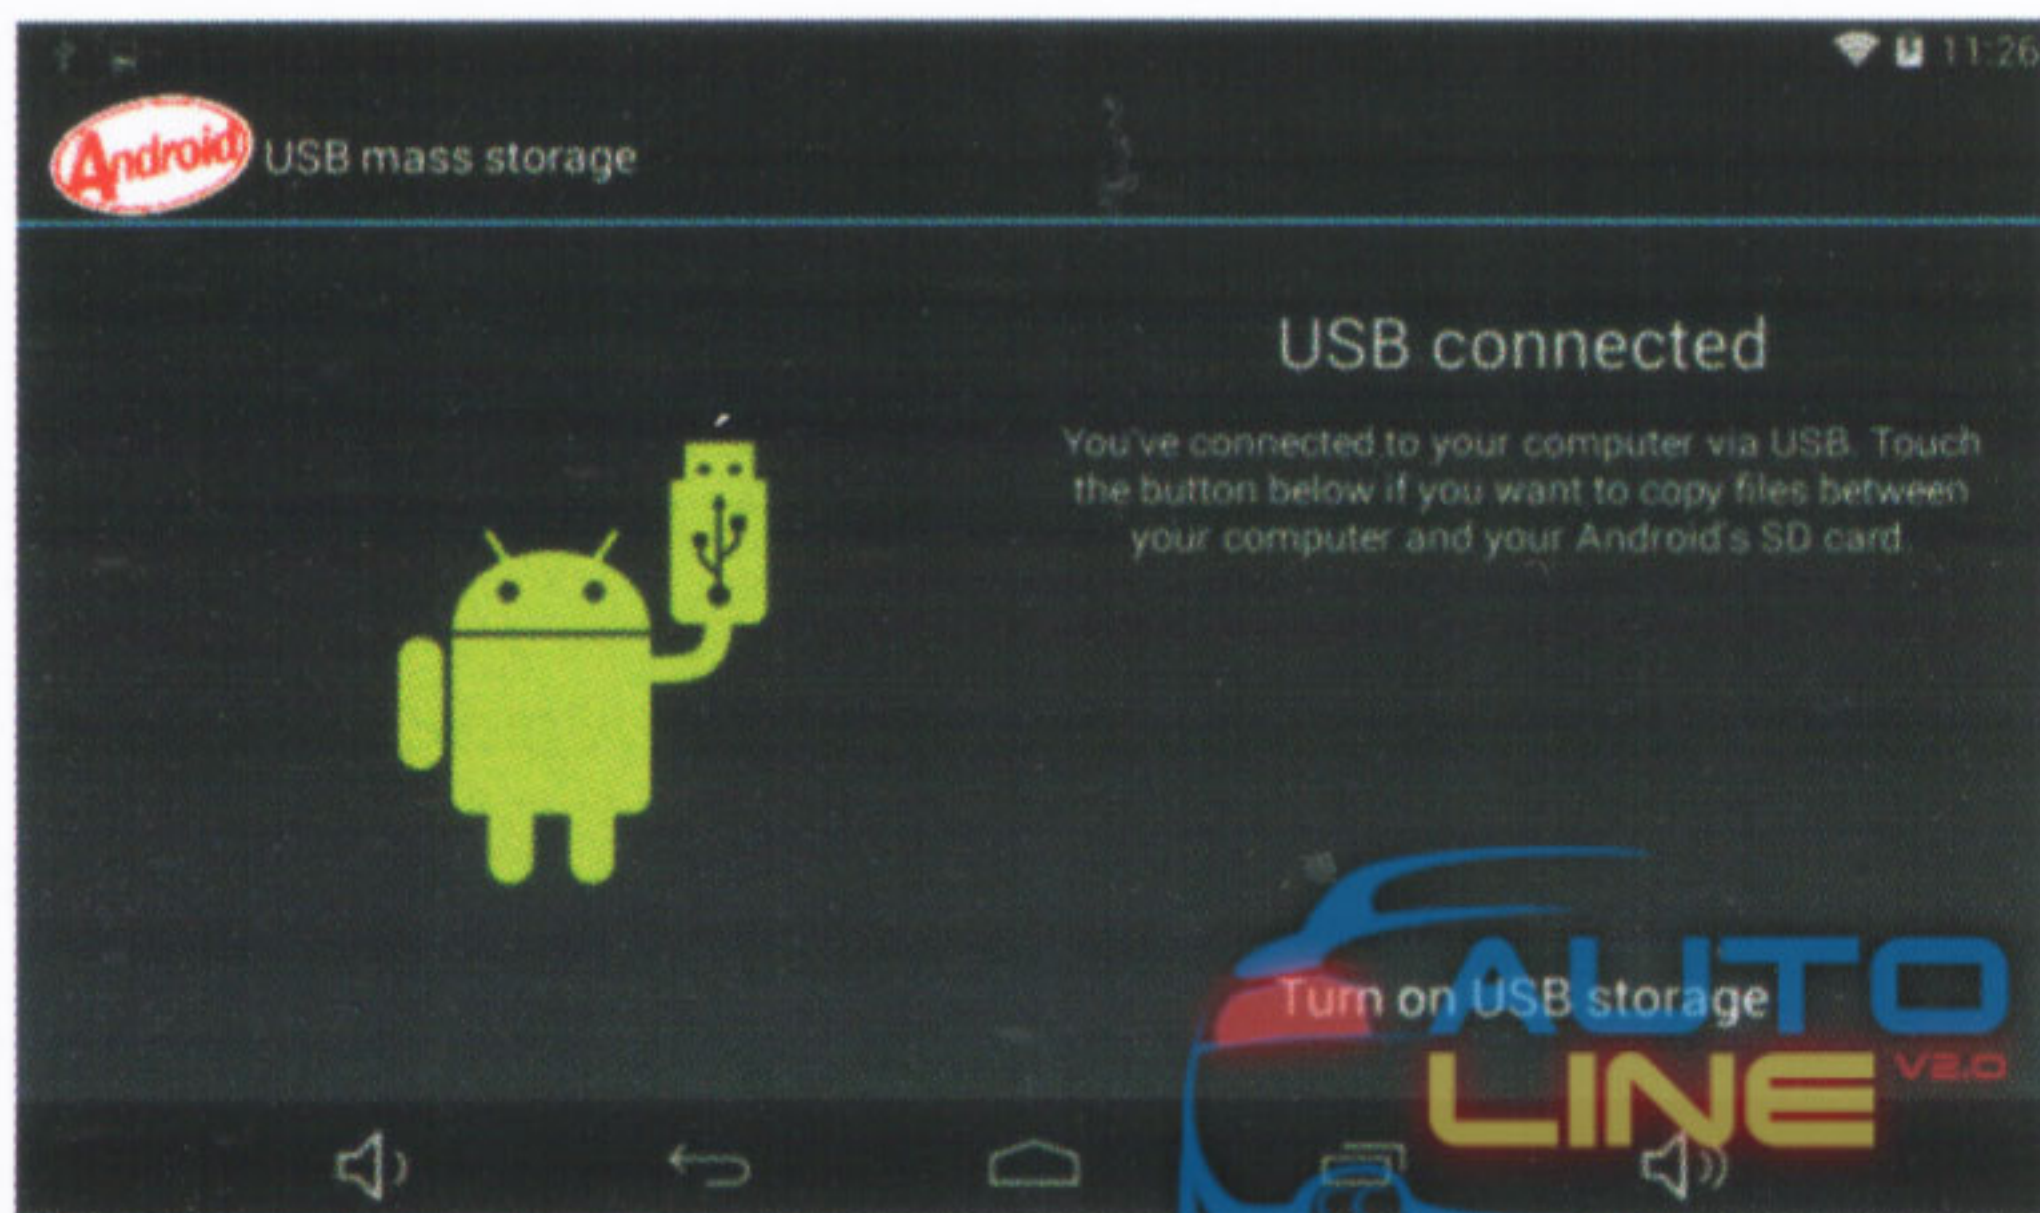 11:26
Android USB mass storage
USB connected
You've connected to your computer via USB. Touch
the button below if you want to copy files between
your computer and your Android's SD card.
Turn on USB storage
AUTO
LINE V2.0